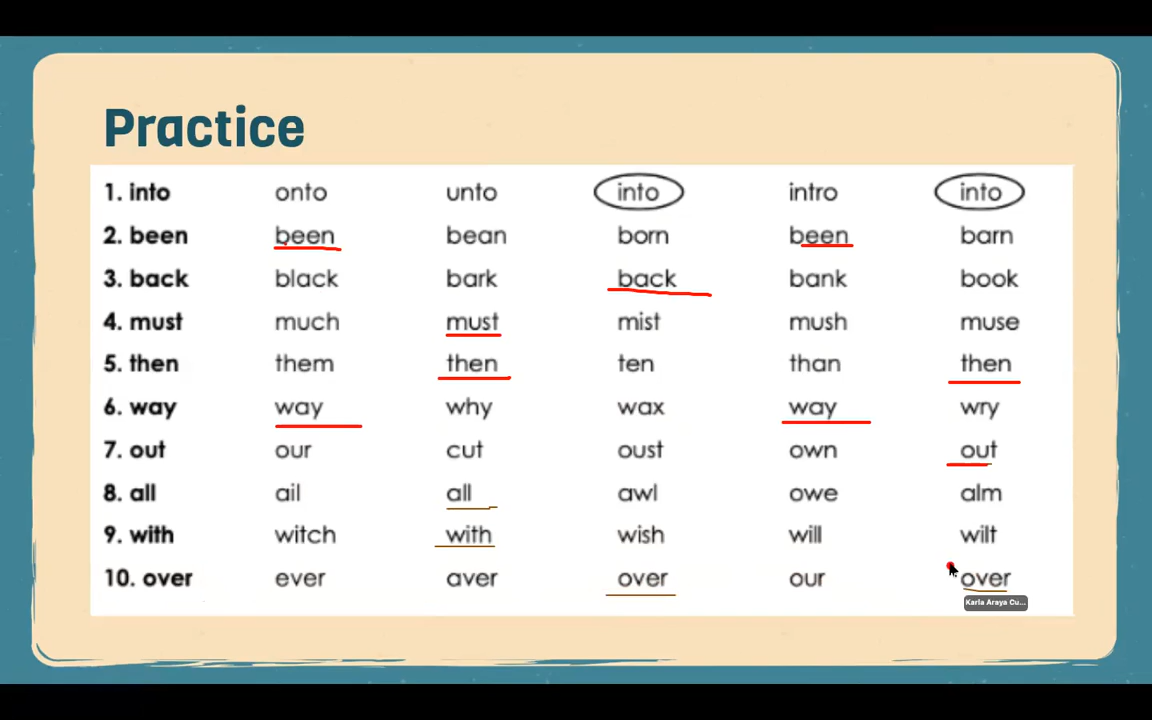 Practice
1. into onto unto into intro into
2. been been bean born been barn
3. back black bark back bank book
4. must much must mist mush muse
5. then them then ten than then
6. way way why wax way wry
7. out our cut oust own out
8. all ail all awl owe alm
9. with witch with wish will wilt
10. over ever aver over our over
Karla Araya Cu...